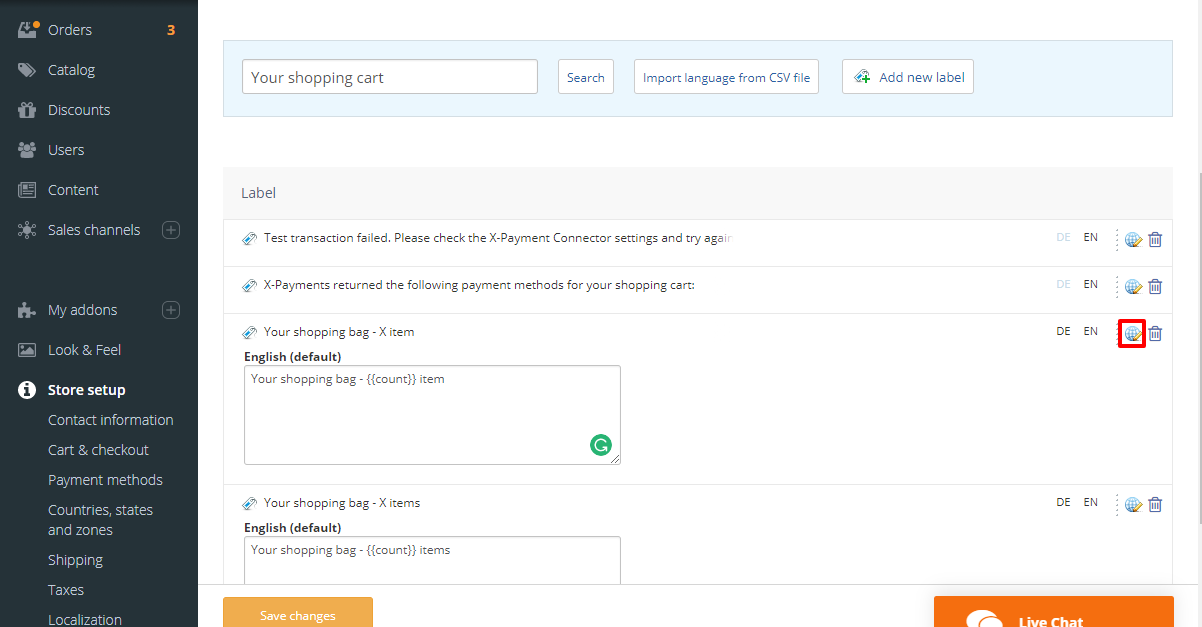 Orders 3
Catalog
Discounts
Users
Content
Sales channels
My addons
Look & Feel
Store setup
Contact information
Cart & checkout
Payment methods
Countries, states
and zones
Shipping
Taxes
Localization
Your shopping cart Search Import language from CSV file Add new label
Label
Test transaction failed. Please check the X-Payment Connector settings and try again DE EN
X-Payments returned the following payment methods for your shopping cart: DE EN
Your shopping bag - X item DE EN
English (default)
Your shopping bag - {{count}} item
Your shopping bag - X items DE EN
English (default)
Your shopping bag - {{count}} items
Save changes
Live Chat